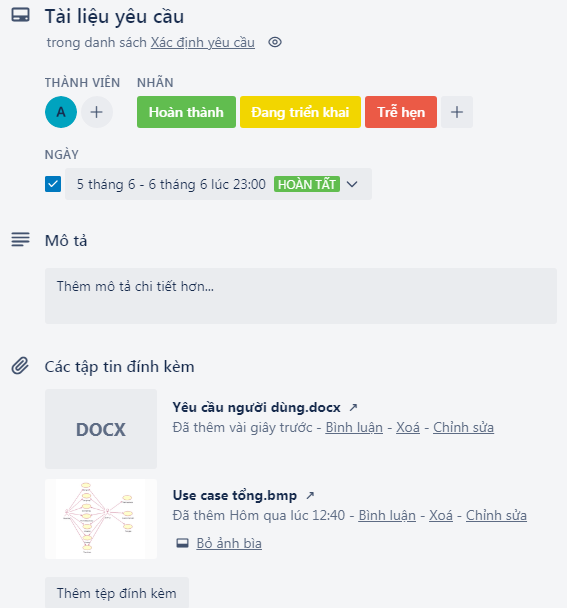 Tài liệu yêu cầu
trong danh sách Xác định yêu cầu
THÀNH VIÊN NHÃN
A + Hoàn thành Đang triển khai Trễ hẹn +
NGÀY
5 tháng 6 - 6 tháng 6 lúc 23:00 HOÀN TẤT
Mô tả
Thêm mô tả chi tiết hơn...
Các tập tin đính kèm
DOCX
Yêu cầu người dùng.docx ↗
Đã thêm vài giây trước - Bình luận - Xoá - Chỉnh sửa
Use case tổng.bmp ↗
Đã thêm Hôm qua lúc 12:40 - Bình luận - Xoá - Chỉnh sửa
Bỏ ảnh bìa
Thêm tệp đính kèm